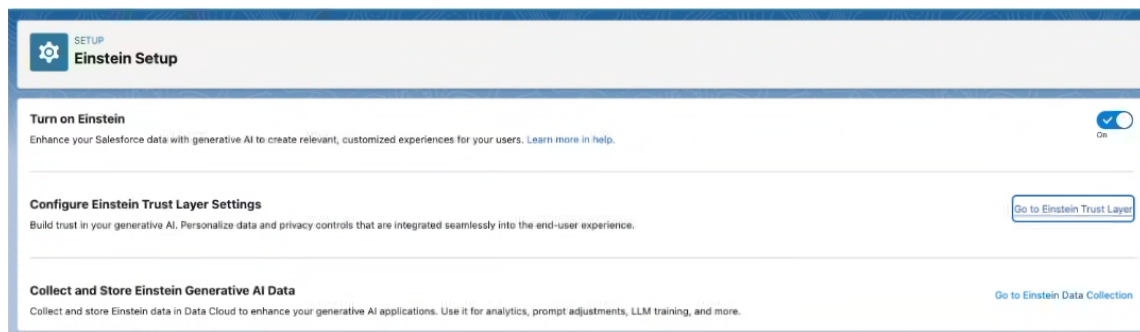 SETUP
Einstein Setup
Turn on Einstein
Enhance your Salesforce data with generative AI to create relevant, customized experiences for your users. Learn more in help.
On
Configure Einstein Trust Layer Settings
Go to Einstein Trust Layer
Build trust in your generative AI. Personalize data and privacy controls that are integrated seamlessly into the end-user experience.
Collect and Store Einstein Generative AI Data
Go to Einstein Data Collection
Collect and store Einstein data in Data Cloud to enhance your generative AI applications. Use it for analytics, prompt adjustments, LLM training, and more.